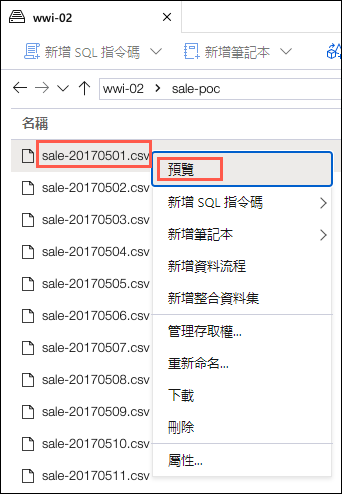 wwi-02
新增 SQL 指令碼
新增筆記本
wwi-02 sale-poc
名稱
sale-20170501.csv
預覽
sale-20170502.csv
新增 SQL 指令碼
sale-20170503.csv
新增筆記本
sale-20170504.csv
新增資料流程
sale-20170505.csv
新增整合資料集
sale-20170506.csv
管理存取權...
sale-20170507.csv
重新命名...
sale-20170508.csv
下載
sale-20170509.csv
刪除
sale-20170510.csv
屬性...
sale-20170511.csv